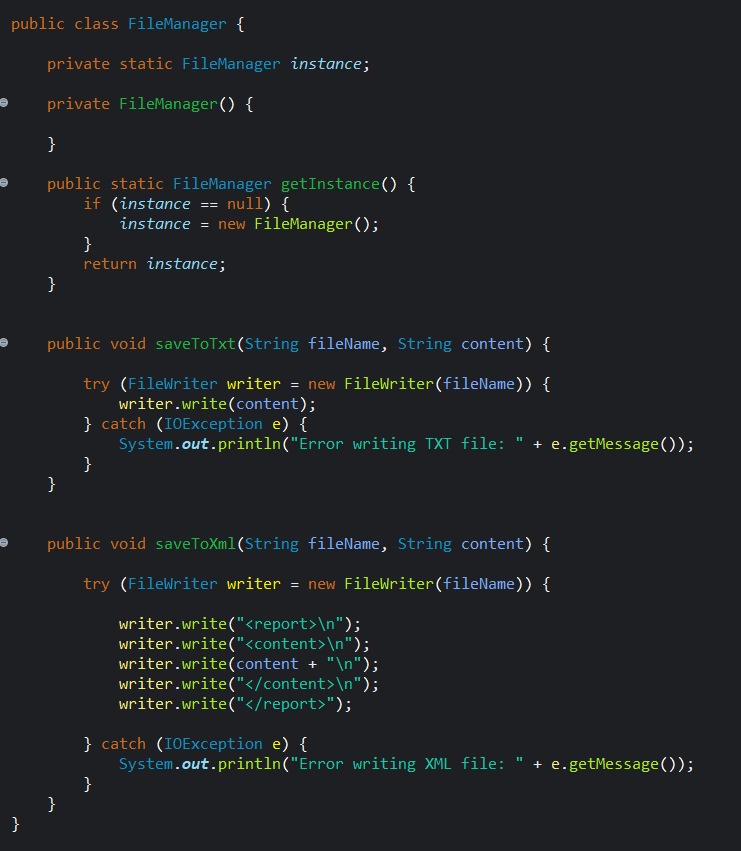 public class FileManager {
private static FileManager instance;
private FileManager() {
}
public static FileManager getInstance() {
if (instance == null) {
instance = new FileManager();
}
return instance;
}
public void saveToTxt(String fileName, String content) {
try (FileWriter writer = new FileWriter(fileName)) {
writer.write(content);
} catch (IOException e) {
System.out.println("Error writing TXT file: " + e.getMessage());
}
}
public void saveToXml(String fileName, String content) {
try (FileWriter writer = new FileWriter(fileName)) {
writer.write("<report>\n");
writer.write("<content>\n");
writer.write(content + "\n");
writer.write("</content>\n");
writer.write("</report>");
} catch (IOException e) {
System.out.println("Error writing XML file: " + e.getMessage());
}
}
}